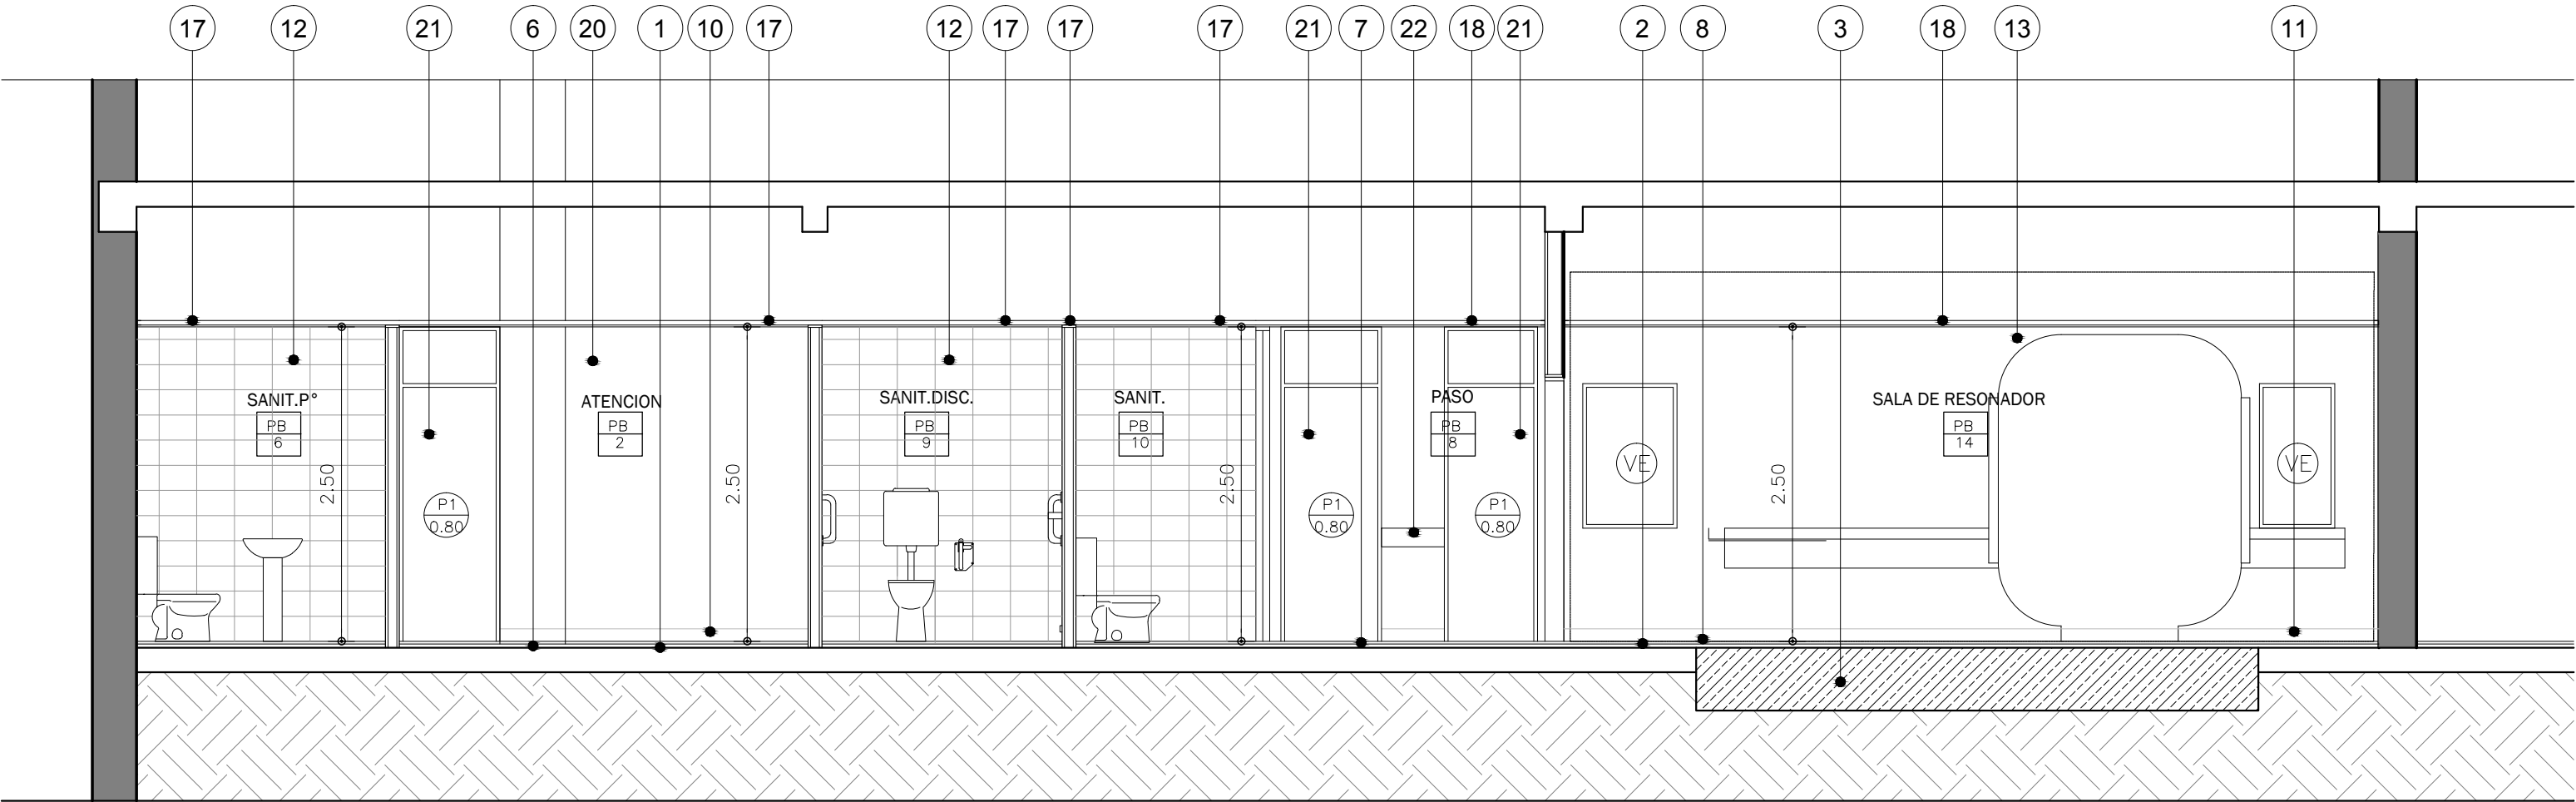 17 12 21 6 20 1 10 17 12 17 17 17 21 7 22 18 21 2 8 3 18 13 11
SANIT.P°
PB
6
2.50
P1
0.80
ATENCION
PB
2
2.50
SANIT.DISC.
PB
9
SANIT.
PB
10
2.50
P1
0.80
PASO
PB
8
P1
0.80
VE
2.50
SALA DE RESONADOR
PB
14
VE